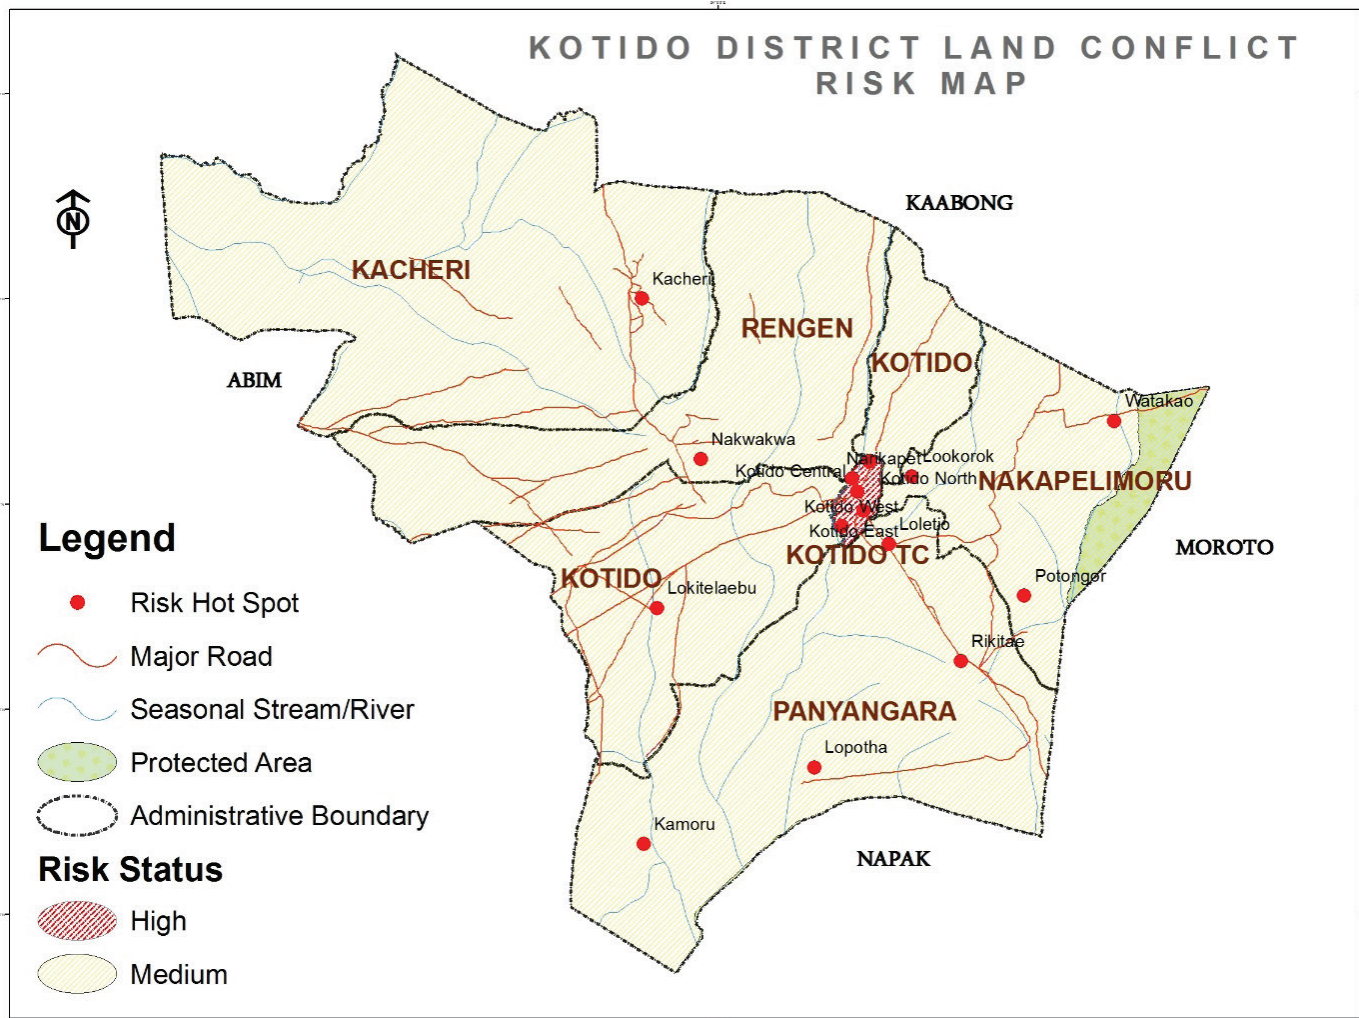 KOTIDO DISTRICT LAND CONFLICT
RISK MAP
KAABONG
N
KACHERI
Kacheri
RENGEN
KOTIDO
ABIM
Watakao
Nakwakwa
Narikapet
Lookorok
Kotido Central
Kotido North
NAKAPELIMORU
Kotido West
Kotido East
Loletio
KOTIDO TC
MOROTO
KOTIDO
Lokitelaebu
Potongor
Rikitae
PANYANGARA
Lopotha
Kamoru
NAPAK
Legend
Risk Hot Spot
Major Road
Seasonal Stream/River
Protected Area
Administrative Boundary
Risk Status
High
Medium